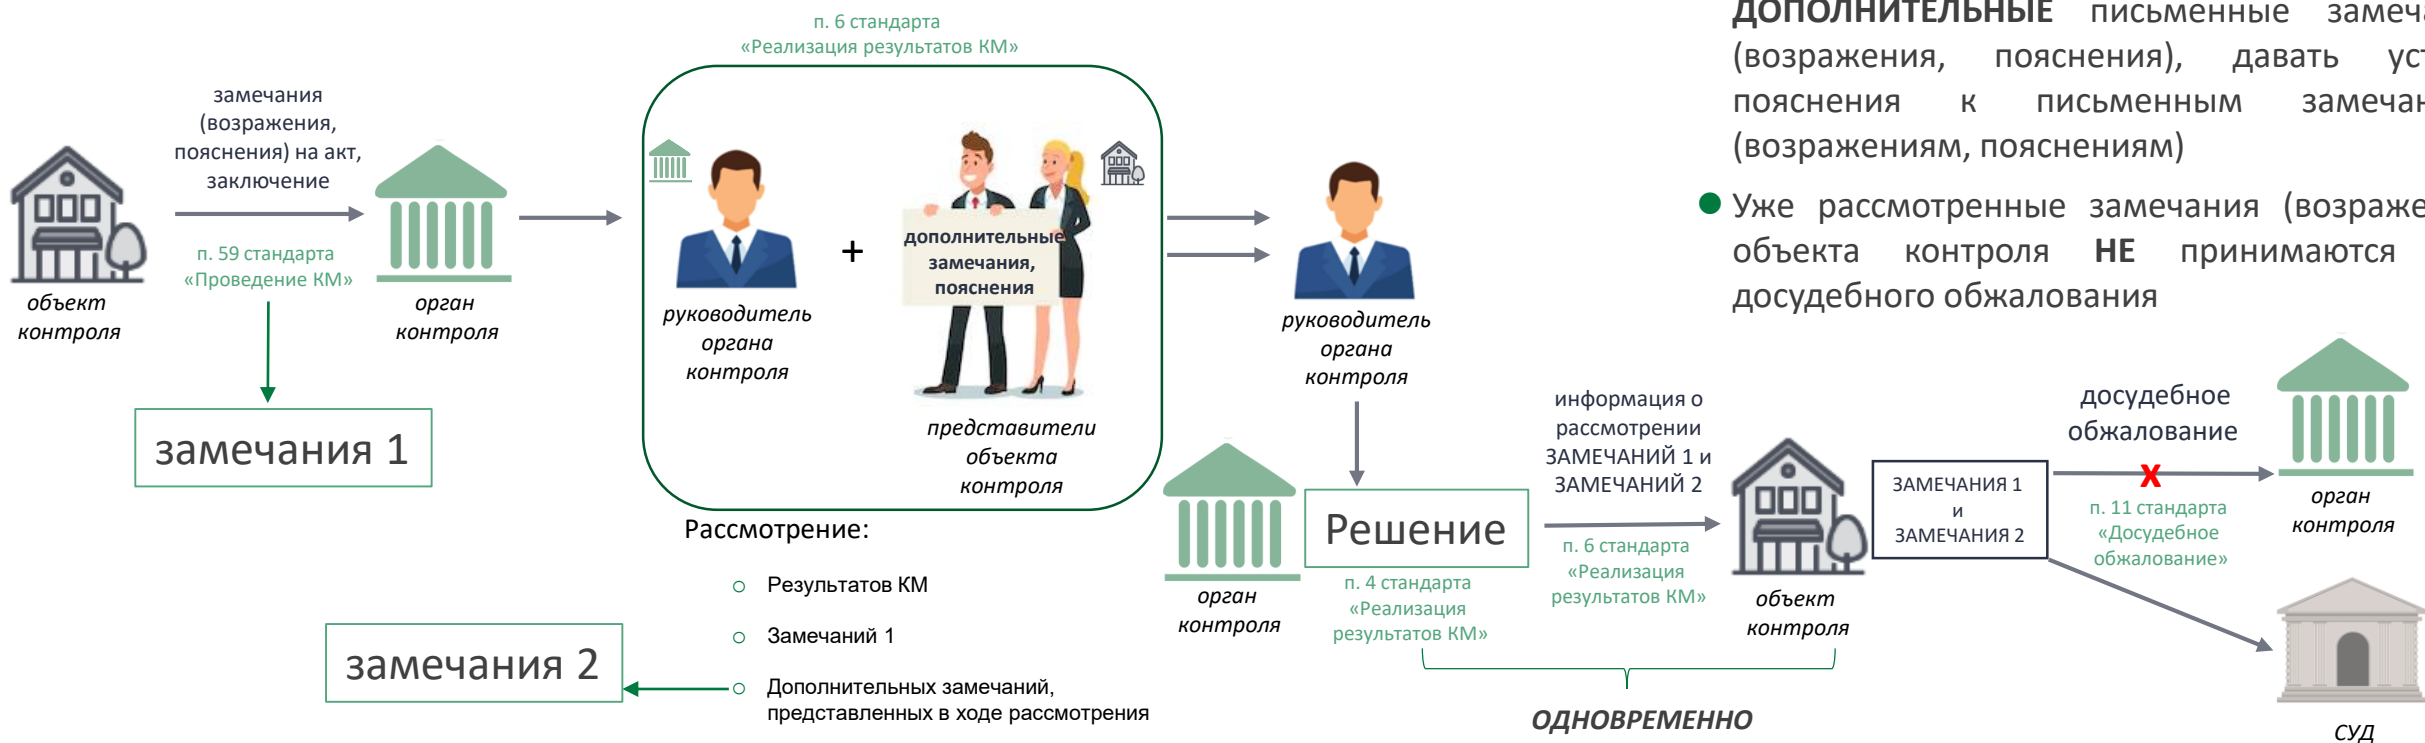 п. 6 стандарта
«Реализация результатов КМ»
замечания
(возражения,
пояснения) на акт,
заключение
п. 59 стандарта
«Проведение КМ»
объект
контроля
орган
контроля
замечания 1
руководитель
органа
контроля
+
дополнительные
замечания,
пояснения
представители
объекта
контроля
Рассмотрение:
Результатов КМ
Замечаний 1
Дополнительных замечаний,
представленных в ходе рассмотрения
замечания 2
руководитель
органа
контроля
орган
контроля
Решение
п. 4 стандарта
«Реализация
результатов КМ»
информация о
рассмотрении
ЗАМЕЧАНИЙ 1 и
ЗАМЕЧАНИЙ 2
п. 6 стандарта
«Реализация
результатов КМ»
объект
контроля
ОДНОВРЕМЕННО
ЗАМЕЧАНИЯ 1
и
ЗАМЕЧАНИЯ 2
досудебное
обжалование
X
п. 11 стандарта
«Досудебное
обжалование»
орган
контроля
СУД
ДОПОЛНИТЕЛЬНЫЕ письменные
(возражения, пояснения), давать
пояснения к письменным
(возражениям, пояснениям)
Уже рассмотренные замечания
объекта контроля НЕ принимаются
досудебного обжалования